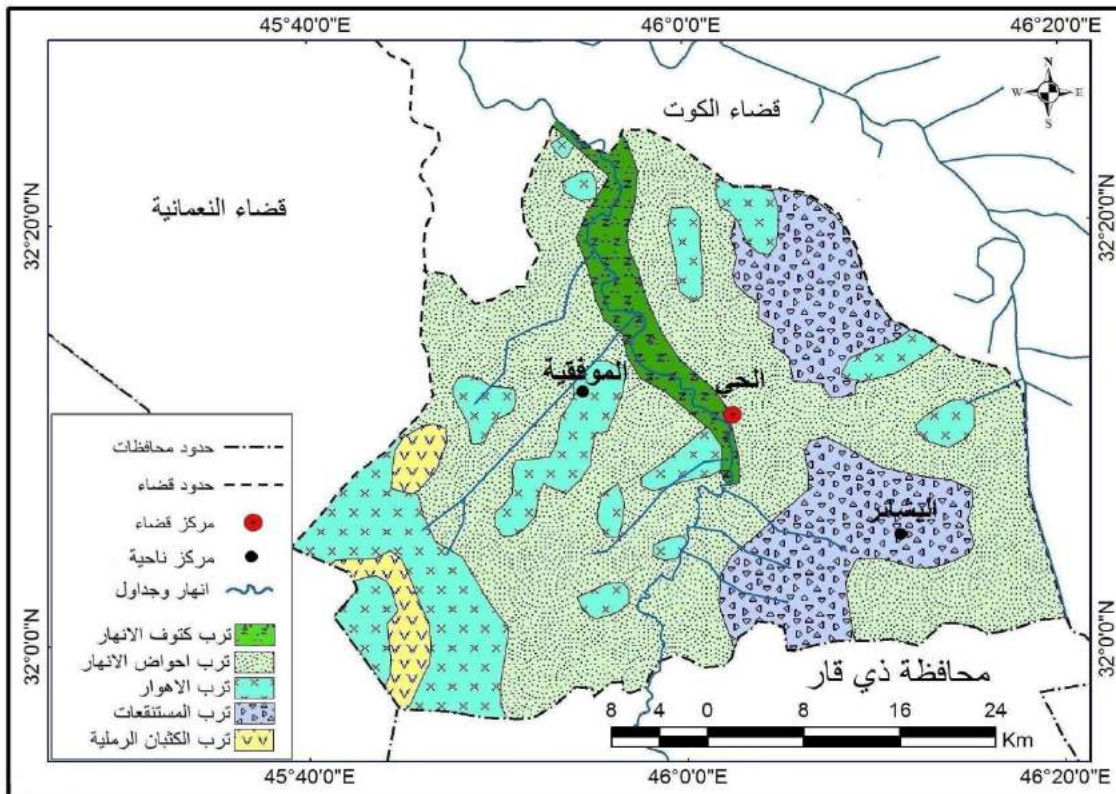 45°40'0"E
46°0'0"E
46°20'0"E
N
W
E
S
قضاء الكوت
قضاء النعمانية
32°20'0"N
32°20'0"N
الموفقية
الحي
البشائر
حدود محافظات
حدود قضاء
مركز قضاء
مركز ناحية
انهار وجداول
ترب كتوف الانهار
ترب احواض الانهار
ترب الاهوار
ترب المستنقعات
ترب الكثبان الرملية
32°0'0"N
32°0'0"N
محافظة ذي قار
8 4 0 8 16 24
Km
45°40'0"E
46°0'0"E
46°20'0"E